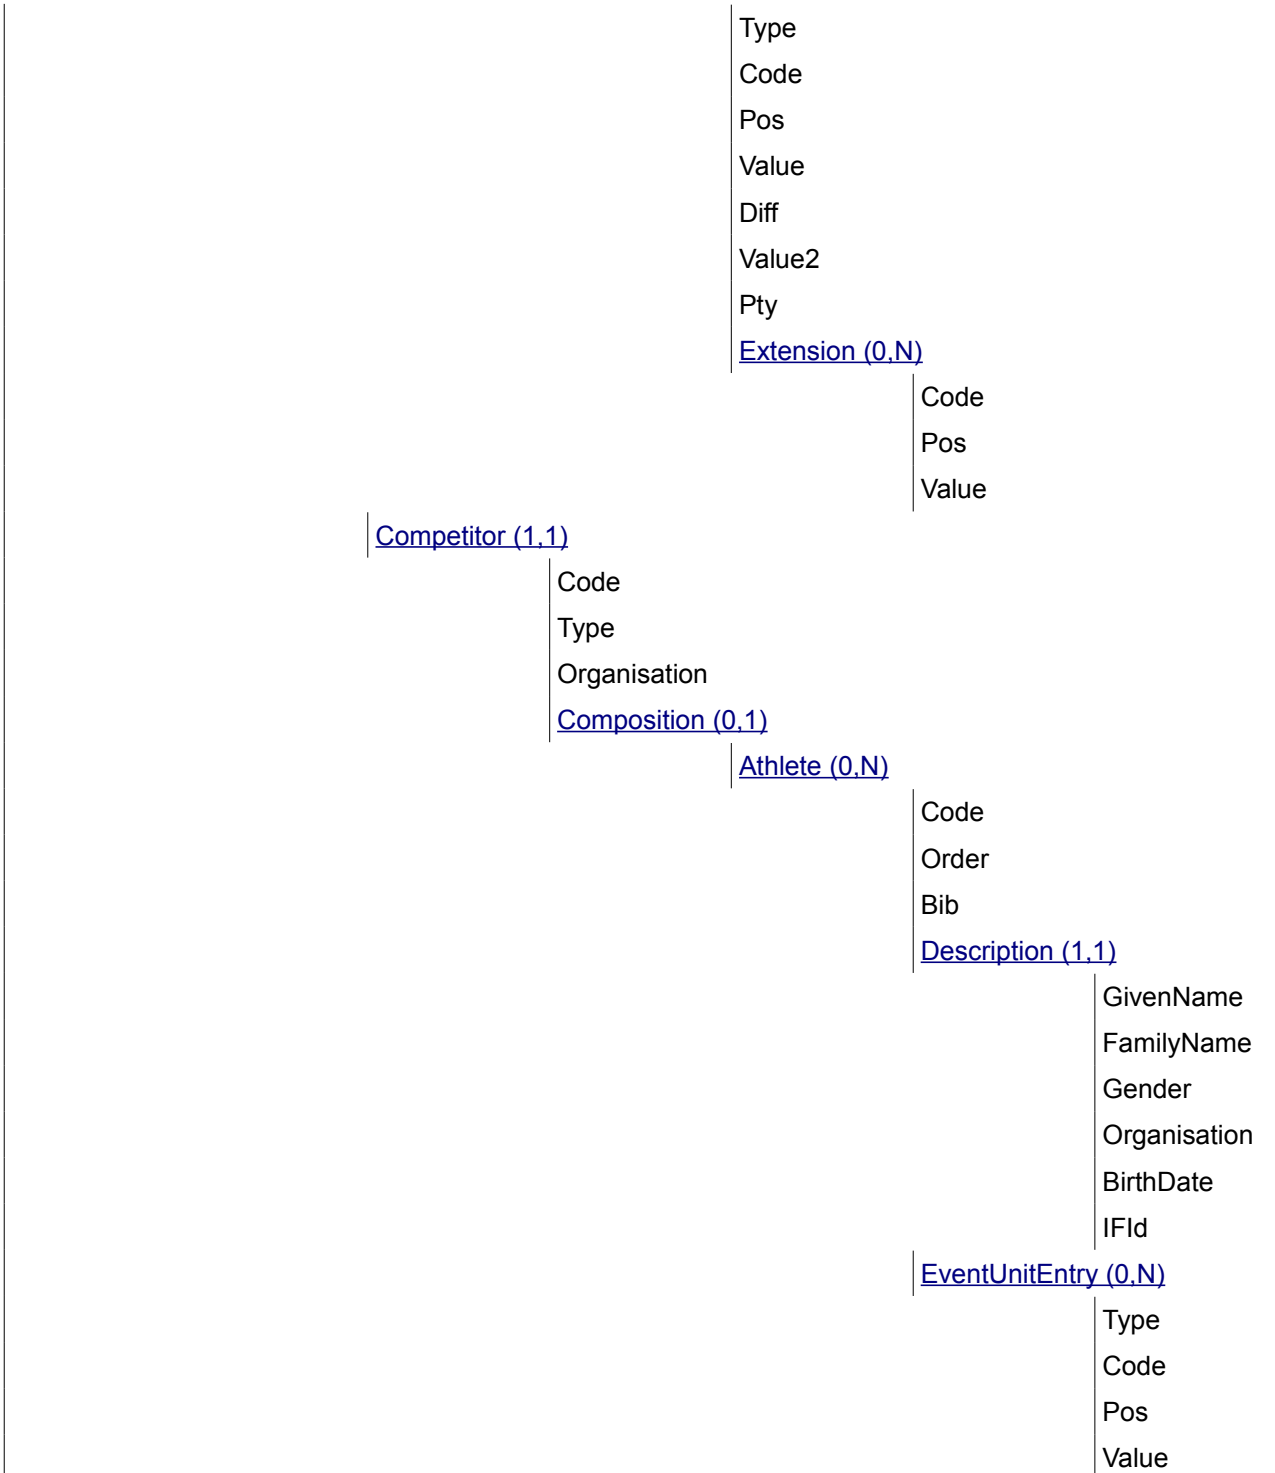 Type
Code
Pos
Value
Diff
Value2
Pty
Extension (0,N)
Code
Pos
Value
Competitor (1,1)
Code
Type
Organisation
Composition (0,1)
Athlete (0,N)
Code
Order
Bib
Description (1,1)
GivenName
FamilyName
Gender
Organisation
BirthDate
IFId
EventUnitEntry (0,N)
Type
Code
Pos
Value